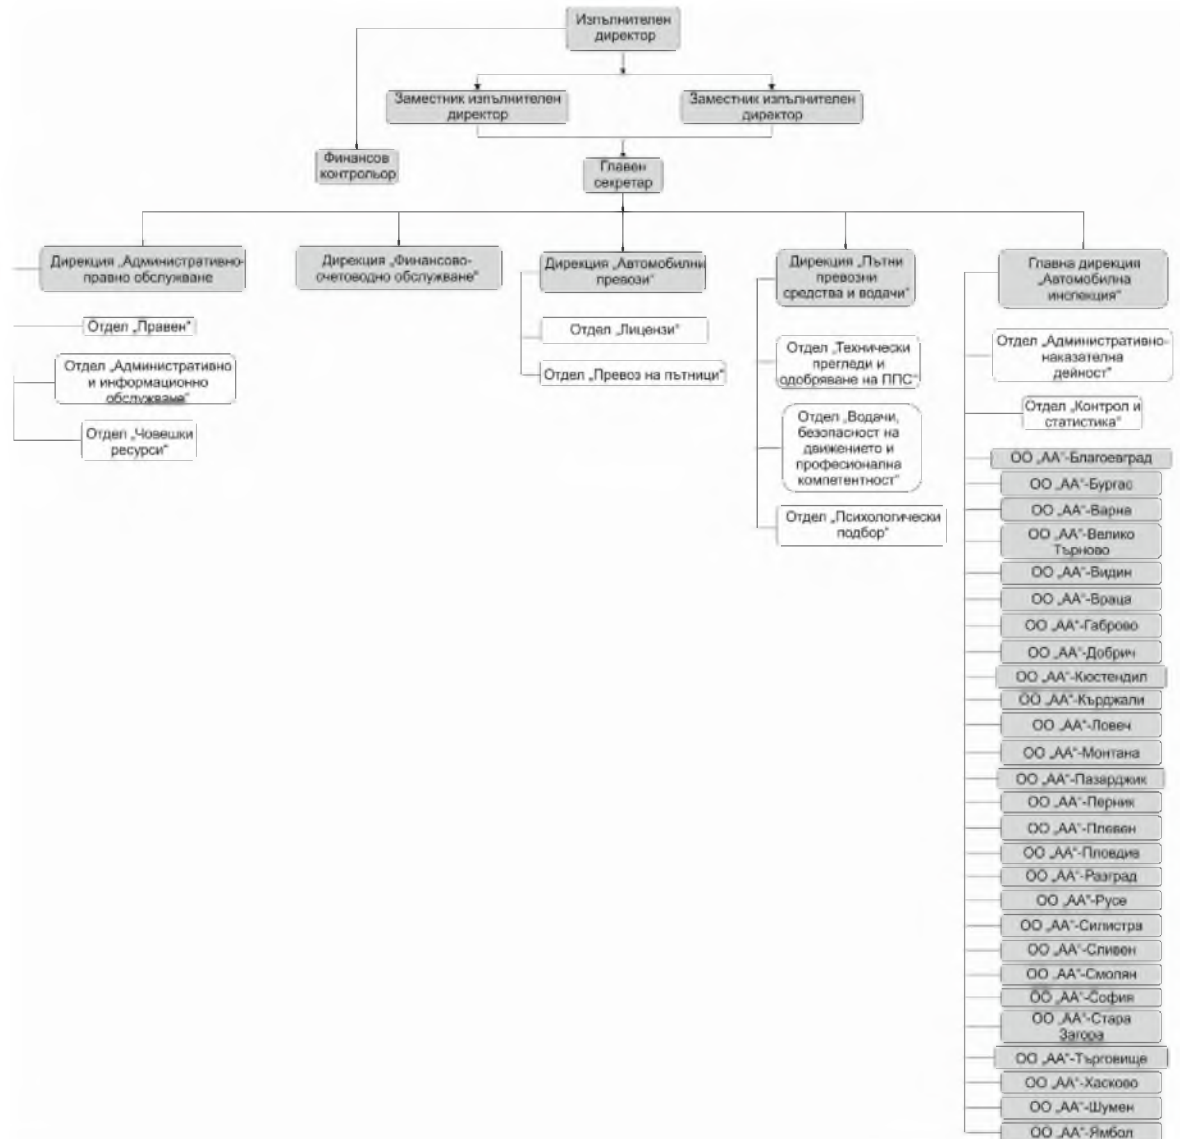 Изпълнителен
директор
Заместник изпълнителен
директор
Заместник изпълнителен
директор
Финансов
контрольор
Главен
секретар
Дирекция „Административно-
правно обслужване
Отдел „Правен“
Отдел „Административно
и информационно
обслужваме“
Отдел „Човешки
ресурси“
Дирекция „Финансово-
счетоводно обслужване“
Дирекция „Автомобилни
превози“
Отдел „Лицензи“
Отдел „Превоз на пътници“
Дирекция „Пътни
превозни
средства и водачи“
Отдел „Технически
прегледи и
одобряване на ППС“
Отдел „Водачи,
безопасност на
движението и
професионална
компетентност“
Отдел „Психологически
подбор“
Главна дирекция
„Автомобилна
инспекция“
Отдел „Административно-
наказателна
дейност“
Отдел „Контрол и
статистика“
ОО „АА“-Благоевград
ОО „АА“-Бургас
ОО „АА“-Варна
ОО „АА“-Велико
Търново
ОО „АА“-Видин
ОО „АА“-Враца
ОО „АА“-Габрово
ОО „АА“-Добрич
ОО „АА“-Кюстендил
ОО „АА“-Кърджали
ОО „АА“-Ловеч
ОО „АА“-Монтана
ОО „АА“-Пазарджик
ОО „АА“-Перник
ОО „АА“-Плевен
ОО „АА“-Пловдив
ОО „АА“-Разград
ОО „АА“-Русе
ОО „АА“-Силистра
ОО „АА“-Сливен
ОО „АА“-Смолян
ОО „АА“-София
ОО „АА“-Стара
Загора
ОО „АА“-Търговище
ОО „АА“-Хасково
ОО „АА“-Шумен
ОО „АА“-Ямбол